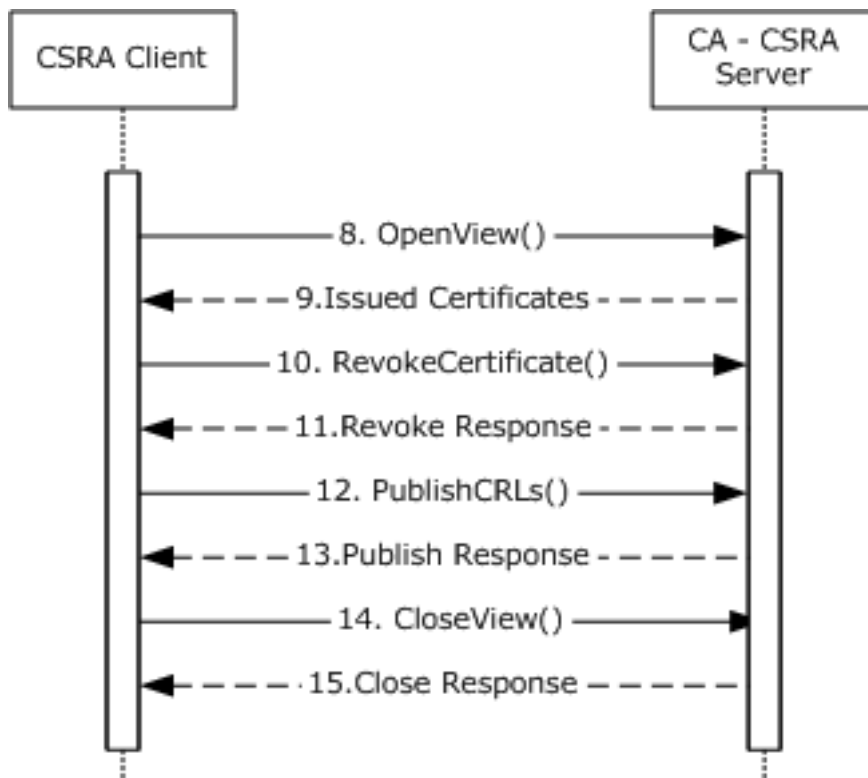 CSRA Client
CA - CSRA
Server
8. OpenView()
9.Issued Certificates
10. RevokeCertificate()
11.Revoke Response
12. PublishCRLs()
13.Publish Response
14. CloseView()
15.Close Response